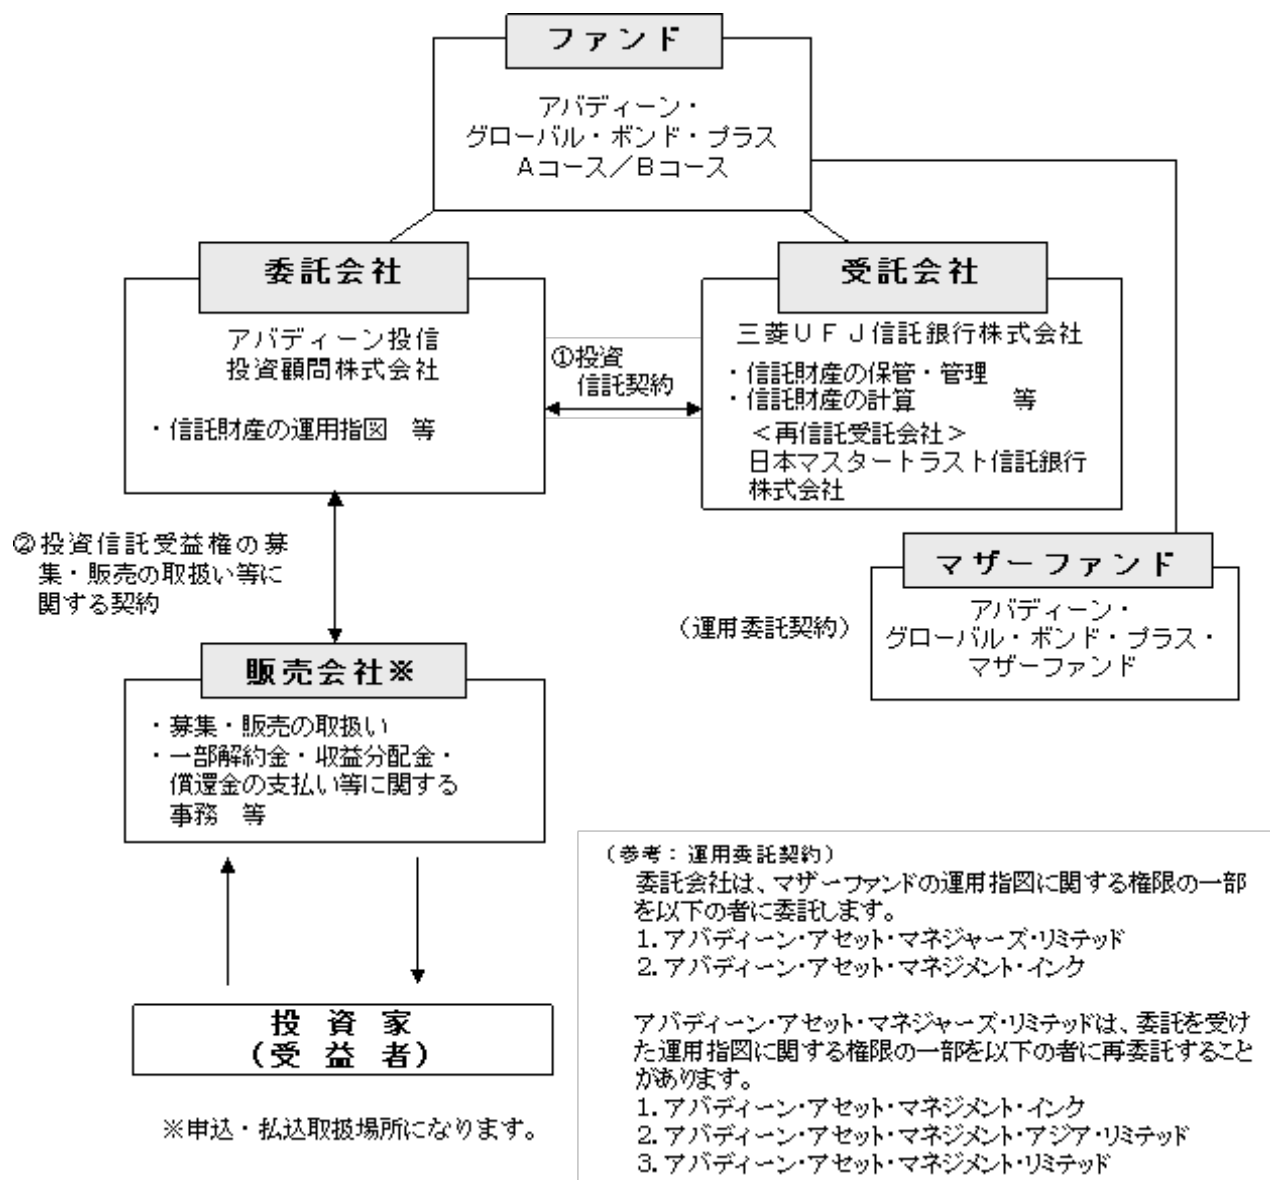 ファンド
アバディーン・
グローバル・ボンド・プラス
Aコース／Bコース
委託会社
アバディーン投信
投資顧問株式会社
・信託財産の運用指図　等
①投資
信託契約
受託会社
三菱ＵＦＪ信託銀行株式会社
・信託財産の保管・管理
・信託財産の計算　　　等
＜再信託受託会社＞
日本マスタートラスト信託銀行
株式会社
②投資信託受益権の募
集・販売の取扱い等に
関する契約
マザーファンド
（運用委託契約）
アバディーン・
グローバル・ボンド・プラス・
マザーファンド
販売会社※
・募集・販売の取扱い
・一部解約金・収益分配金・
償還金の支払い等に関する
事務　等
投資家
（受益者）
※申込・払込取扱場所になります。
（参考：運用委託契約）
委託会社は、マザーファンドの運用指図に関する権限の一部
を以下の者に委託します。
1.アバディーン・アセット・マネジャーズ・リミテッド
2.アバディーン・アセット・マネジメント・インク
アバディーン・アセット・マネジャーズ・リミテッドは、委託を受け
た運用指図に関する権限の一部を以下の者に再委託すること
があります。
1.アバディーン・アセット・マネジメント・インク
2.アバディーン・アセット・マネジメント・アジア・リミテッド
3.アバディーン・アセット・マネジメント・リミテッド